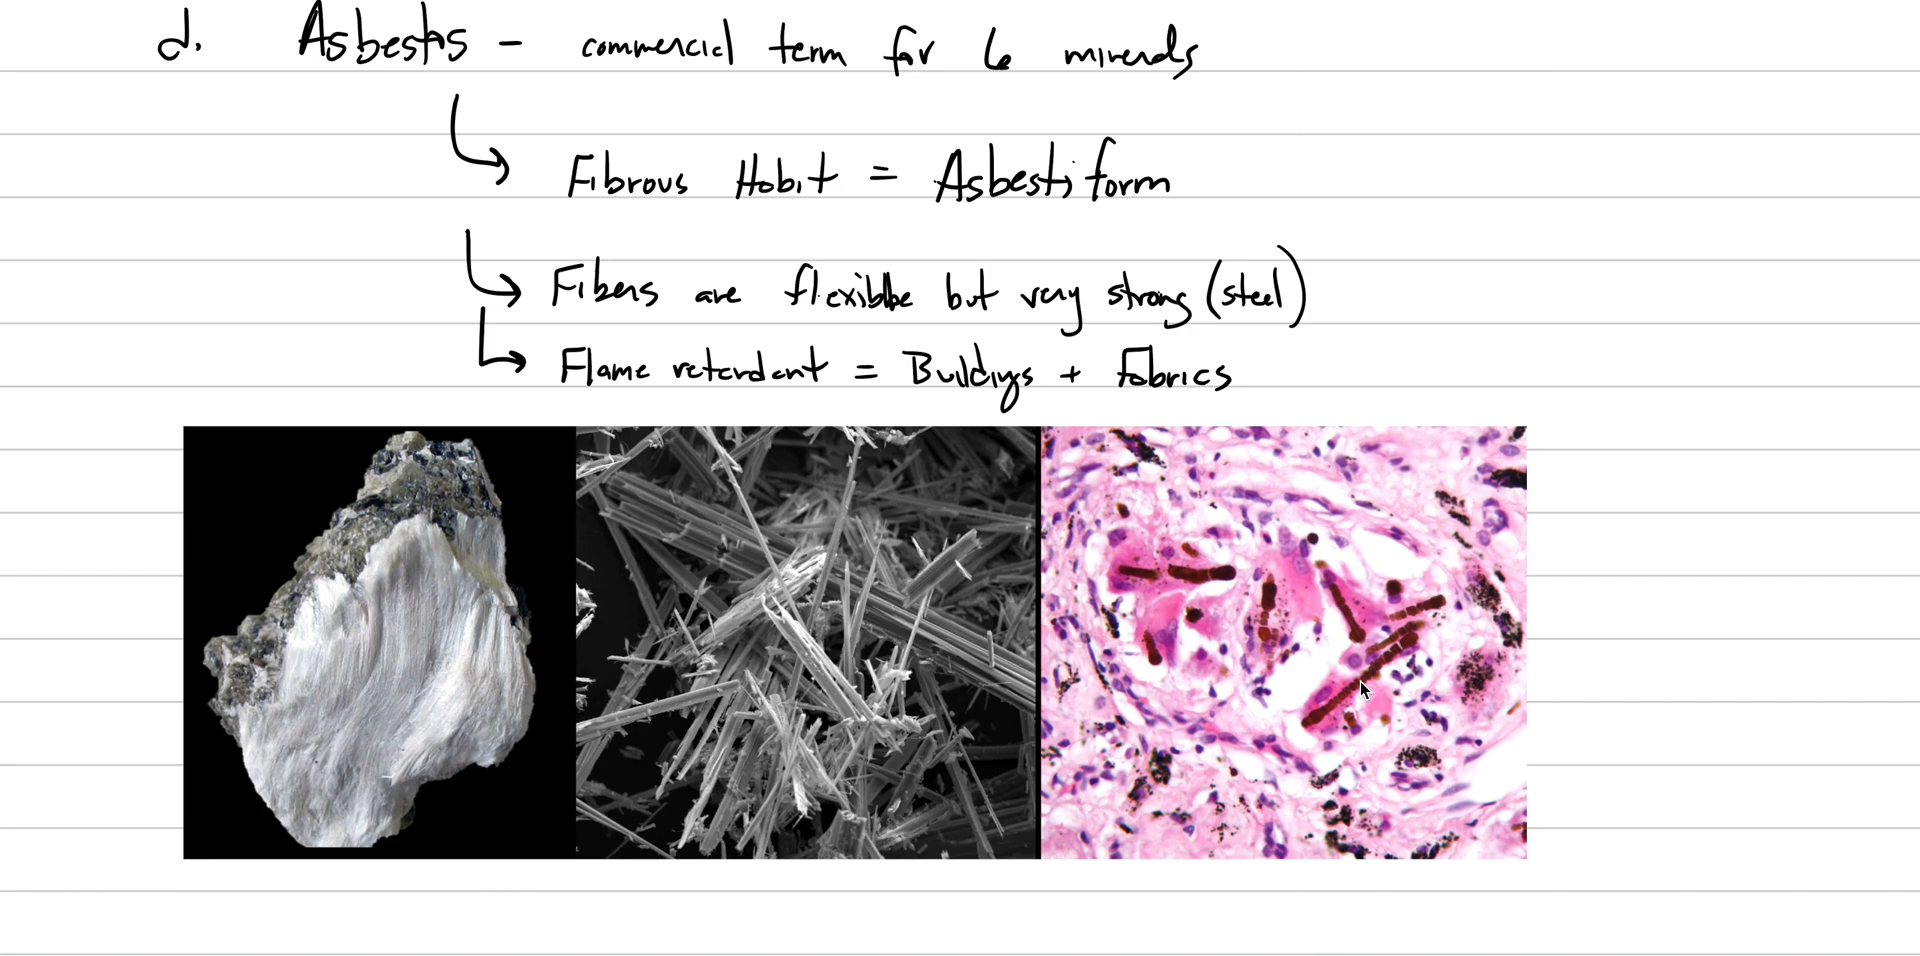 d. Asbestos - commercial term for 6 minerals
Fibrous Habit = Asbestiform
Fibers are flexible but very strong (steel)
Flame retardant = Buildings + Fabrics